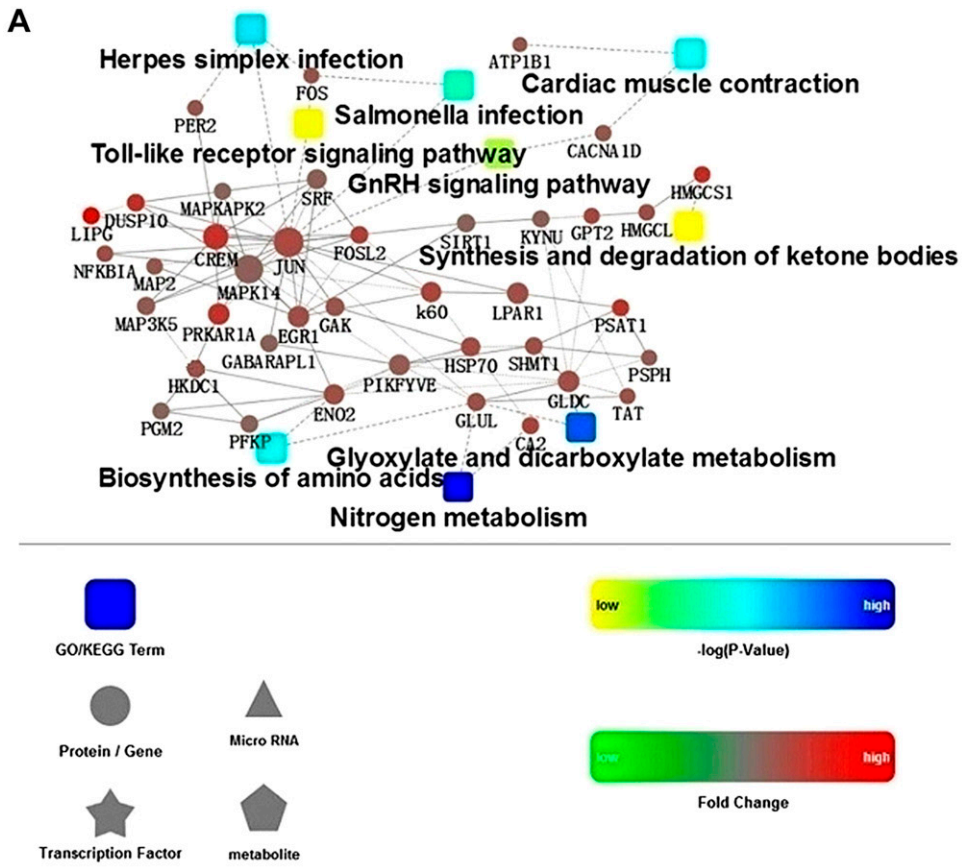 A
Herpes simplex infection
ATP1B1
Cardiac muscle contraction
FOS
Salmonella infection
PER2
Toll-like receptor signaling pathway
CACNA1D
GnRH signaling pathway
HMGCS1
SRF
MAPKAPK2
DUSP10
LIPG
CREM
JUN
FOSL2
SIRT1
KYNU
GPT2
HMGCL
Synthesis and degradation of ketone bodies
NFKBIA
MAP2
MAPK14
MAP3K5
PRKAR1A
EGR1
GAK
k60
LPAR1
PSAT1
GABARAPL1
HKDC1
PIKFYVE
HSP70
SHMT1
PSPH
PGM2
PFKP
ENO2
GLUL
GLDC
TAT
CA2
Glyoxylate and dicarboxylate metabolism
Biosynthesis of amino acids
Nitrogen metabolism
low
high
GO/KEGG Term
-log(P-Value)
Protein / Gene
Micro RNA
low
high
Fold Change
Transcription Factor
metabolite